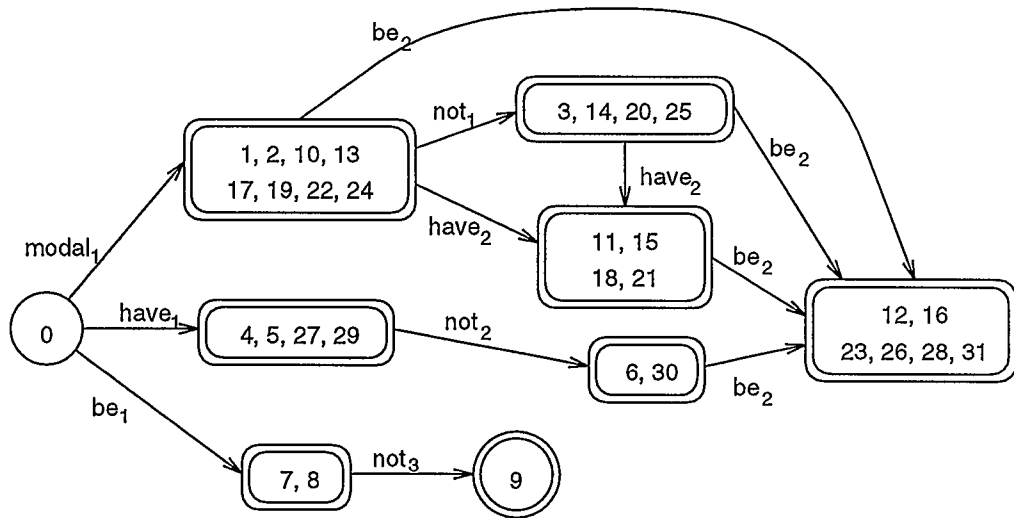 be2
not1
3, 14, 20, 25
1, 2, 10, 13
17, 19, 22, 24
be2
have2
have2
modal1
11, 15
18, 21
be2
0
have1
4, 5, 27, 29
not2
12, 16
23, 26, 28, 31
6, 30
be2
be1
7, 8
not3
9